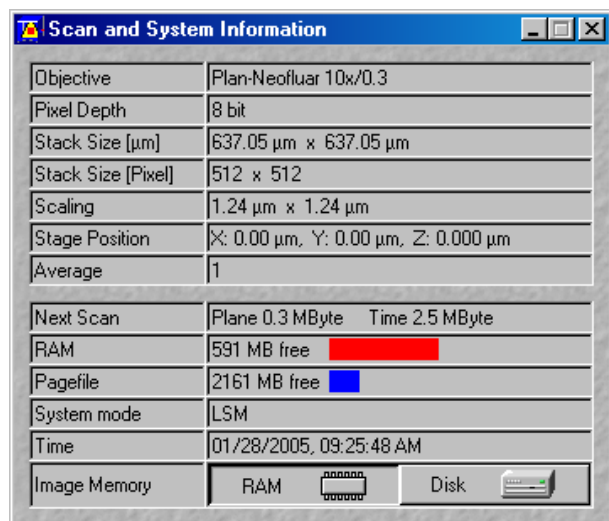 Scan and System Information
Objective Plan-Neofluar 10x/0.3
Pixel Depth 8 bit
Stack Size [µm] 637.05 µm x 637.05 µm
Stack Size [Pixel] 512 x 512
Scaling 1.24 µm x 1.24 µm
Stage Position X: 0.00 µm, Y: 0.00 µm, Z: 0.000 µm
Average 1
Next Scan Plane 0.3 MByte Time 2.5 MByte
RAM 591 MB free
Pagefile 2161 MB free
System mode LSM
Time 01/28/2005, 09:25:48 AM
Image Memory RAM Disk